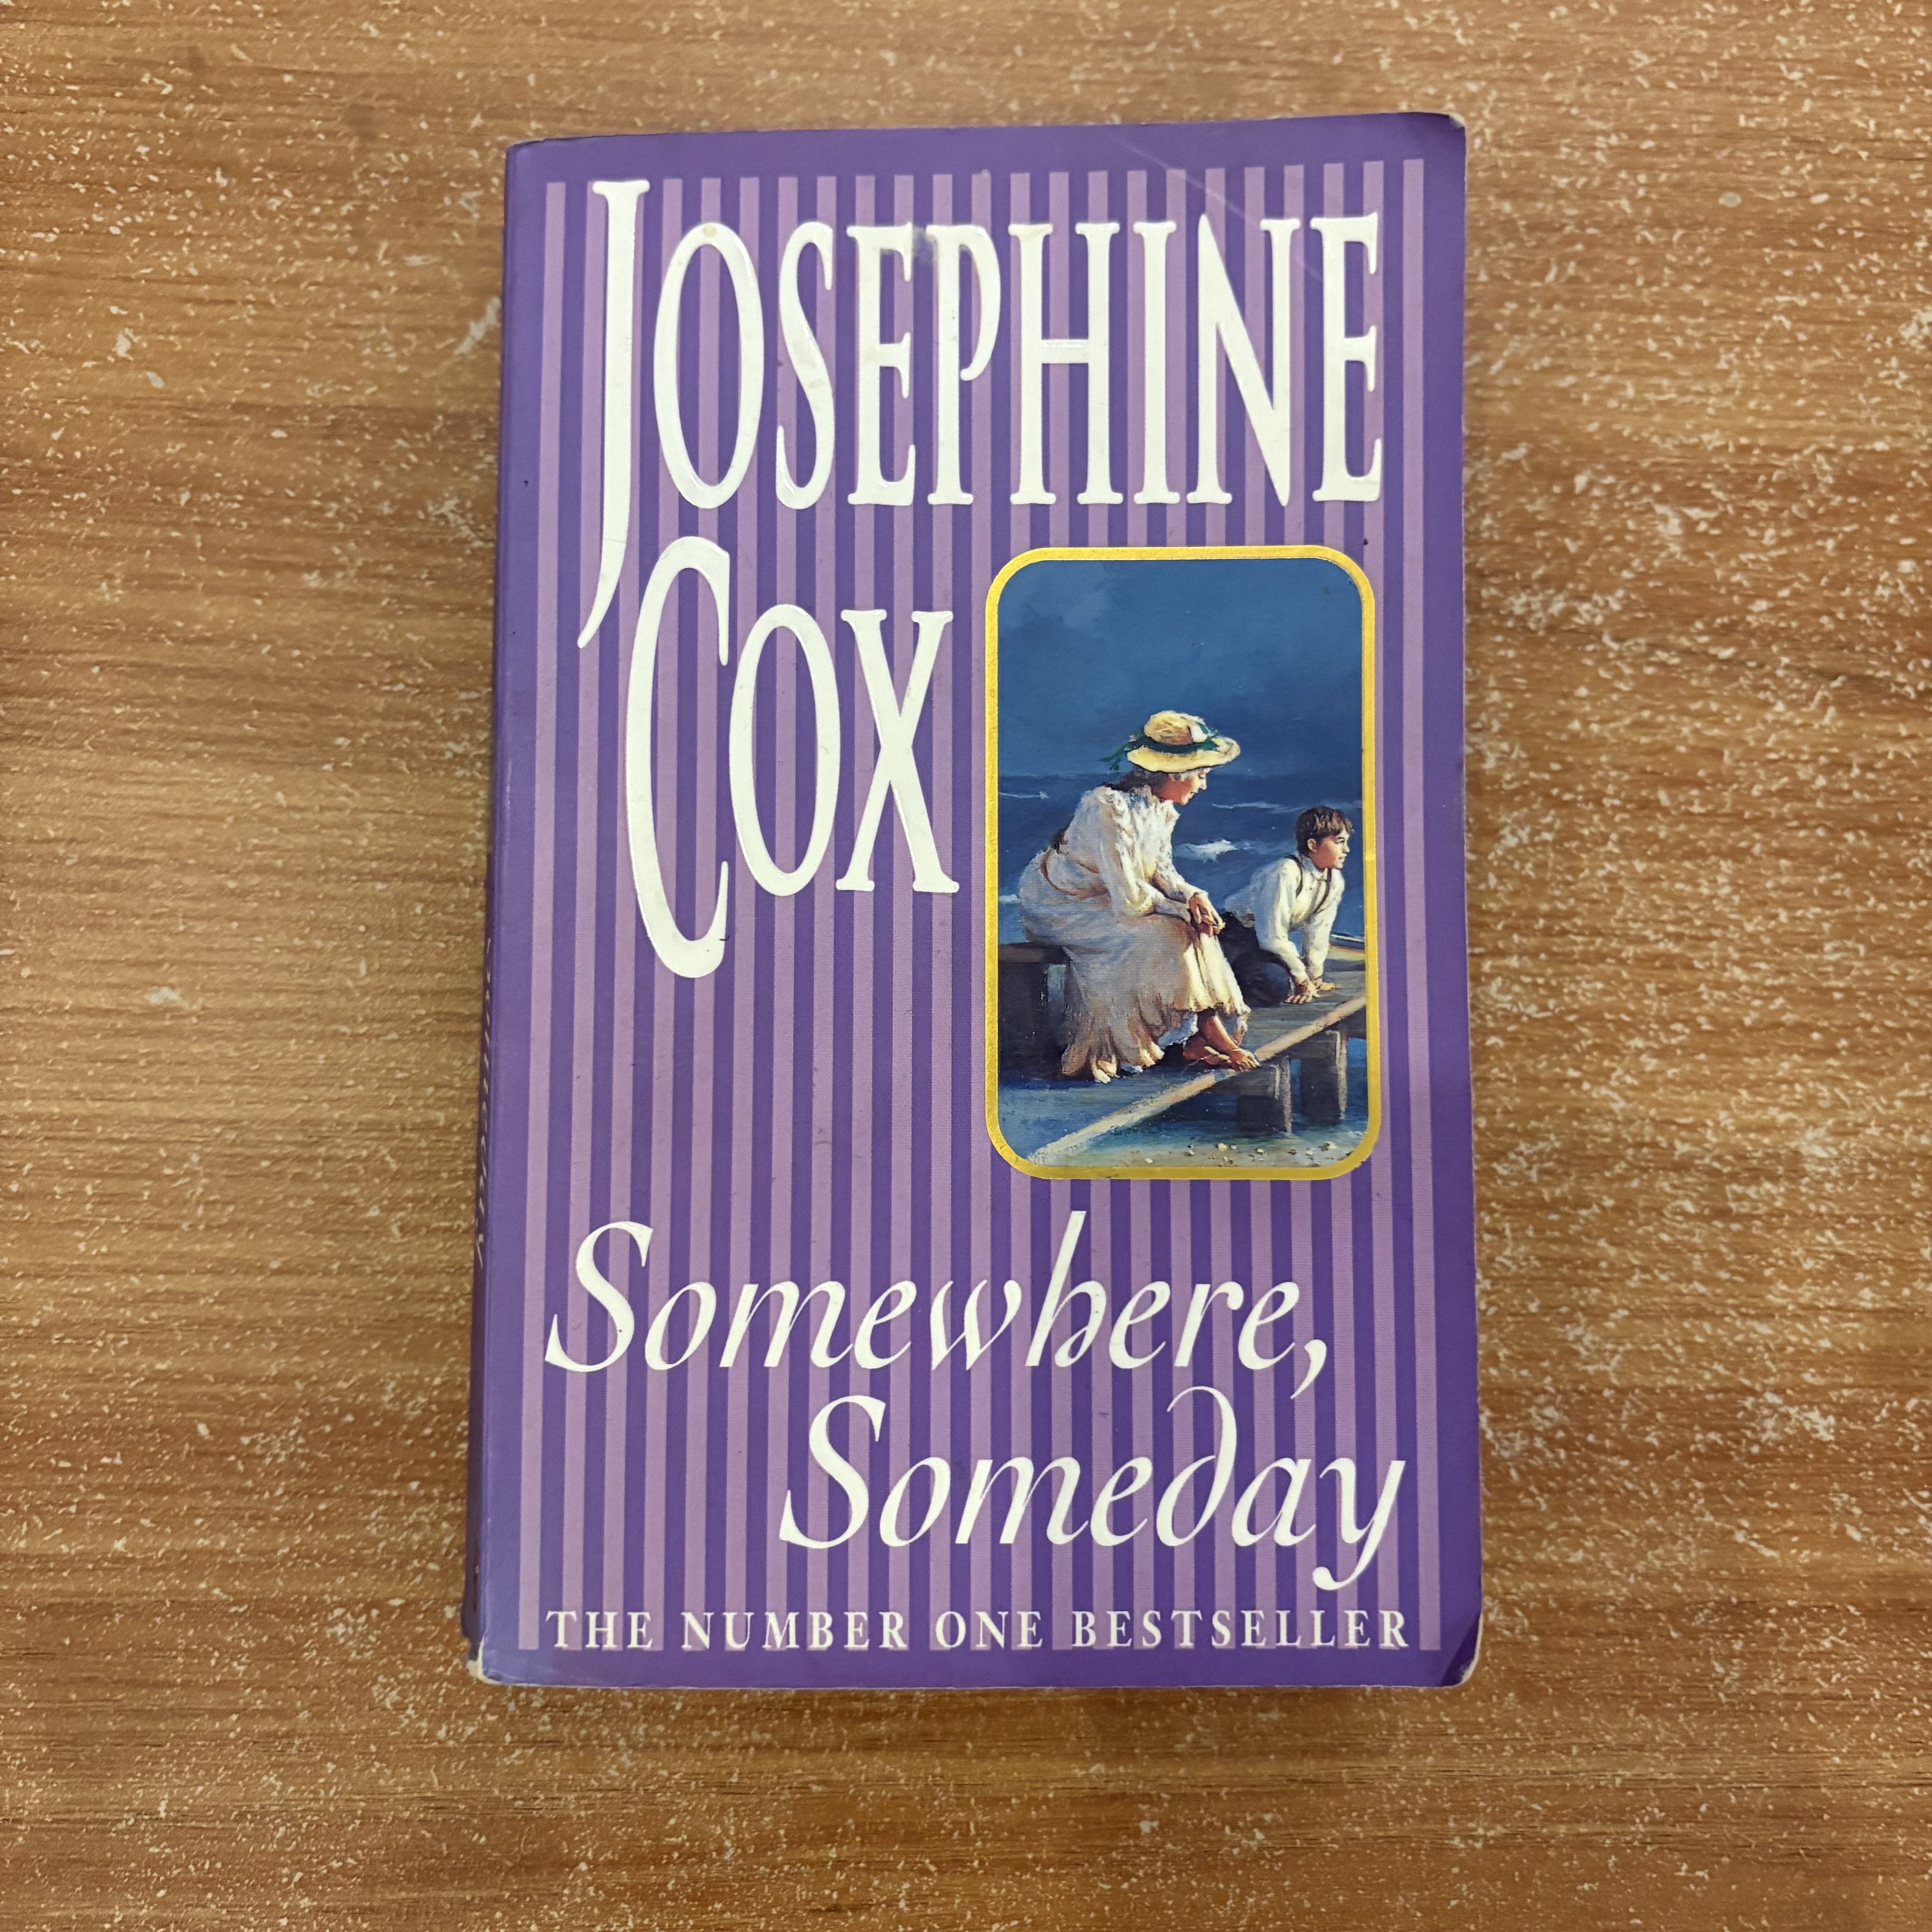 JOSEPHINE
COX
Somewhere,
Someday
THE NUMBER ONE BESTSELLER